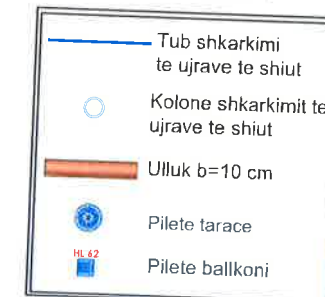 Tub shkarkimi
te ujrave te shiut
Kolone shkarkimit te
ujrave te shiut
Ulluk b=10 cm
Pilete tarace
HL 62
Pilete ballkoni